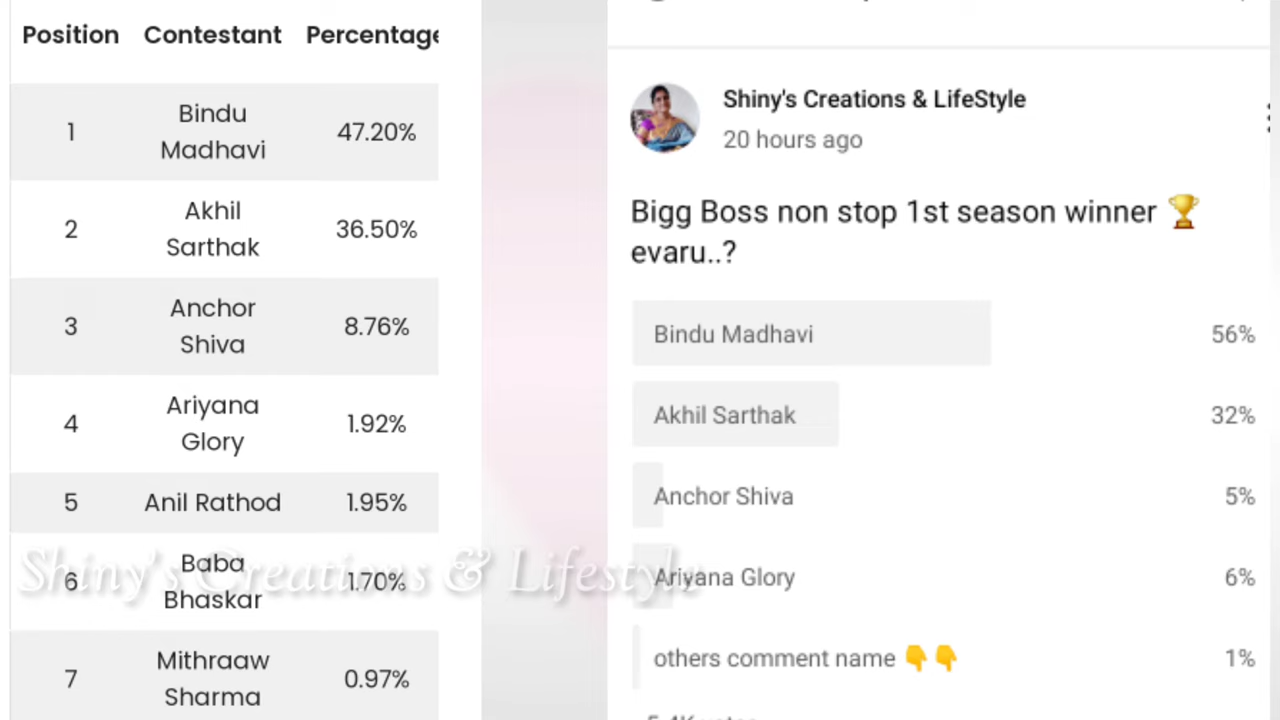 Position Contestant Percentage
1 Bindu Madhavi 47.20%
2 Akhil Sarthak 36.50%
3 Anchor Shiva 8.76%
4 Ariyana Glory 1.92%
5 Anil Rathod 1.95%
6 Baba Bhaskar 1.70%
7 Mithraaw Sharma 0.97%
Shiny's Creations & Lifestyle
Shiny's Creations & LifeStyle
20 hours ago
Bigg Boss non stop 1st season winner 🏆
evaru..?
Bindu Madhavi 56%
Akhil Sarthak 32%
Anchor Shiva 5%
Ariyana Glory 6%
others comment name 👇👇 1%
5.4K votes